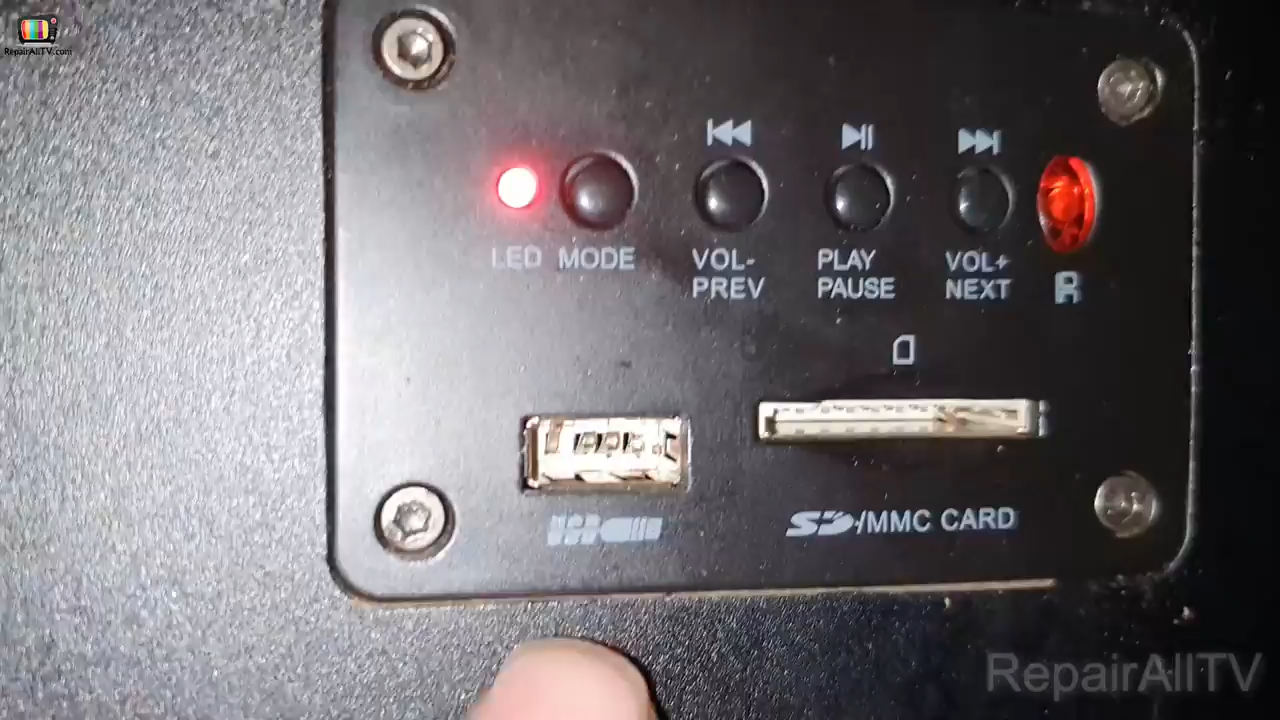 RepairAllTV.com
LED MODE
VOL-
PREV
PLAY
PAUSE
VOL+
NEXT
SD/MMC CARD
RepairAllTV